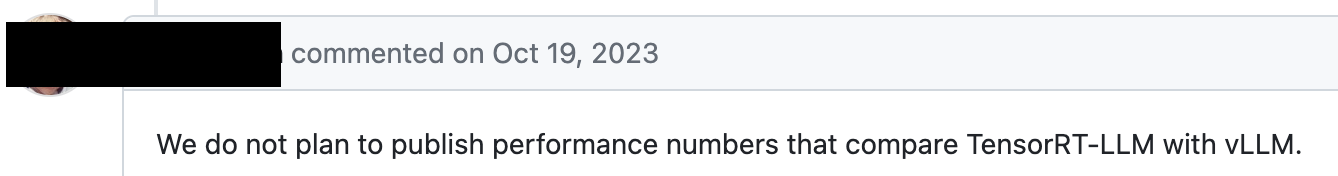 commented on Oct 19, 2023
We do not plan to publish performance numbers that compare TensorRT-LLM with vLLM.